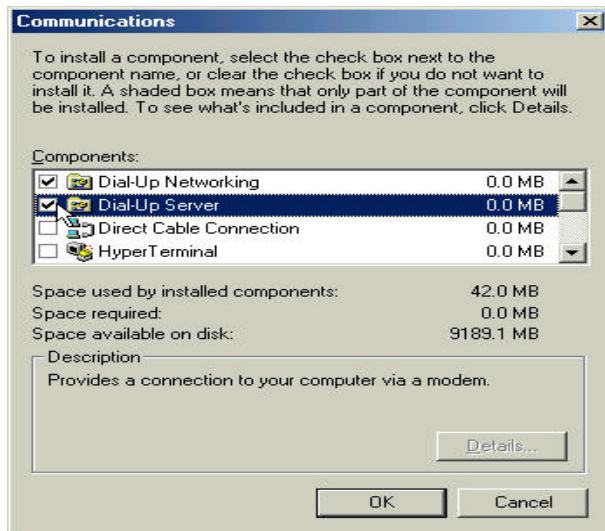 Communications
To install a component, select the check box next to the
component name, or clear the check box if you do not want to
install it. A shaded box means that only part of the component will
be installed. To see what's included in a component, click Details.
Components:
Dial-Up Networking 0.0 MB
Dial-Up Server 0.0 MB
Direct Cable Connection 0.0 MB
HyperTerminal 0.0 MB
Space used by installed components: 42.0 MB
Space required: 0.0 MB
Space available on disk: 9189.1 MB
Description
Provides a connection to your computer via a modem.
Details...
OK Cancel